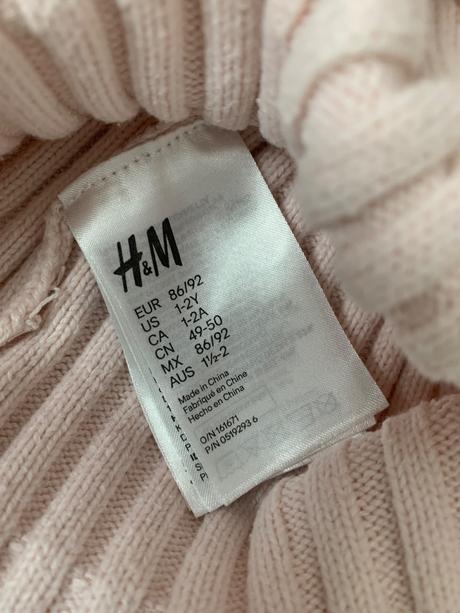 H&M
EUR 86/92
US 1-2Y
CA 1-2A
CN 49-50
MX 86/92
AUS 1½-2
Made in China
Fabriqué en Chine
Hecho en China
O/N 161671
P/N 0519293 6